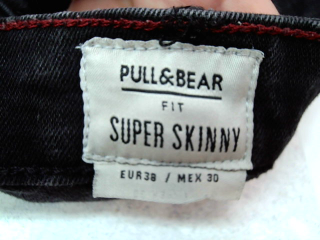 PULL&BEAR
FIT
SUPER SKINNY
EUR38 / MEX 30